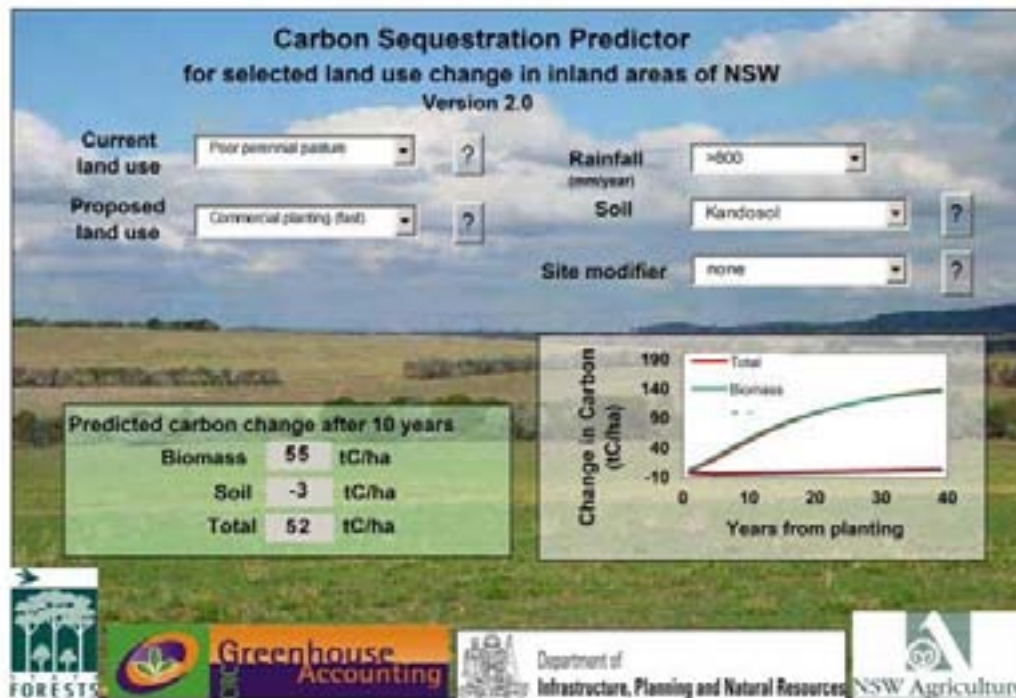 Carbon Sequestration Predictor
for selected land use change in inland areas of NSW
Version 2.0
Current
land use
Poor perennial pasture
?
Proposed
land use
Commercial planting (fast)
?
Rainfall
(mm/year)
>800
Soil
Kandosol
?
Site modifier
none
?
Predicted carbon change after 10 years
Biomass 55 tC/ha
Soil -3 tC/ha
Total 52 tC/ha
Change in Carbon
(tC/ha)
190
140
90
40
-10
Total
Biomass
0 10 20 30 40
Years from planting
FORESTS
CRC
Greenhouse
Accounting
Department of
Infrastructure, Planning and Natural Resources
NSW Agriculture